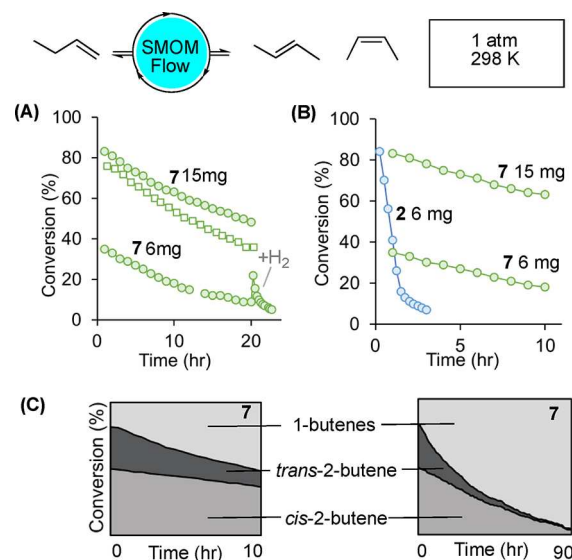 SMOM
Flow
1 atm
298 K
(A)
100
80
60
40
20
0
Conversion (%)
7 15mg
7 6mg
+H2
0
10
20
Time (hr)
(B)
100
80
60
40
20
0
Conversion (%)
7 15 mg
2 6 mg
7 6 mg
0
5
10
Time (hr)
(C)
Conversion (%)
7
1-butenes
trans-2-butene
cis-2-butene
7
0
10
Time (hr)
0
90
Time (hr)